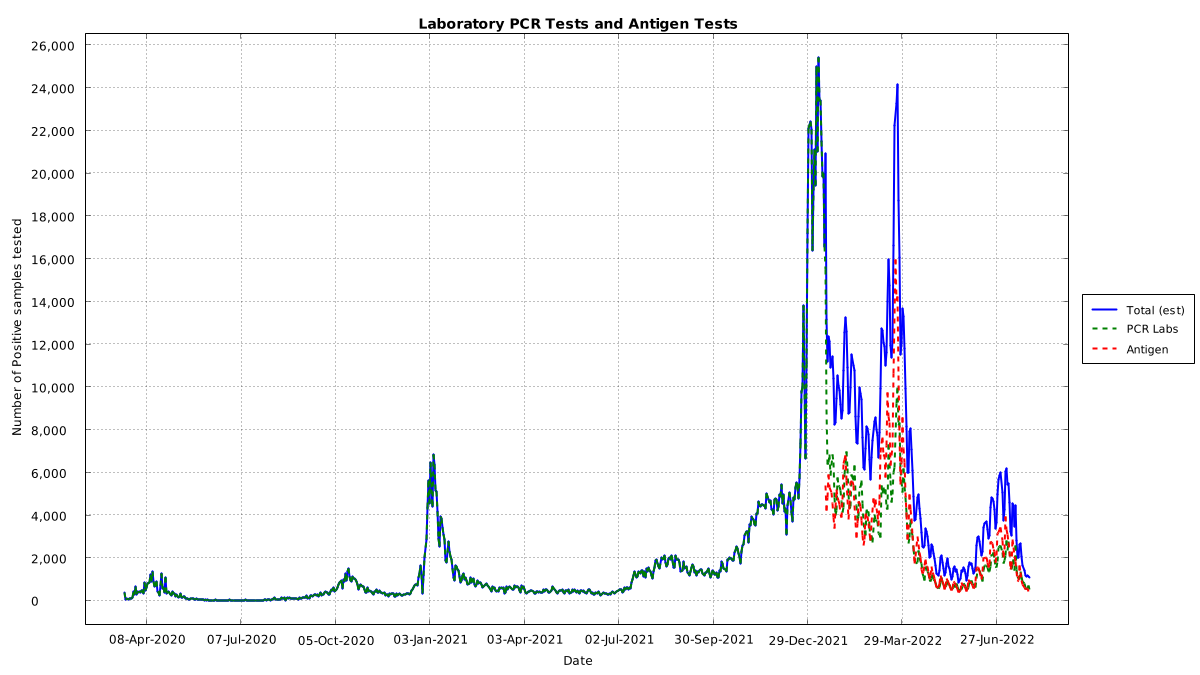 Laboratory PCR Tests and Antigen Tests
26,000
24,000
22,000
20,000
18,000
16,000
14,000
12,000
10,000
8,000
6,000
4,000
2,000
0
Number of Positive samples tested
08-Apr-2020 07-Jul-2020 05-Oct-2020 03-Jan-2021 03-Apr-2021 02-Jul-2021 30-Sep-2021 29-Dec-2021 29-Mar-2022 27-Jun-2022
Date
Total (est)
PCR Labs
Antigen